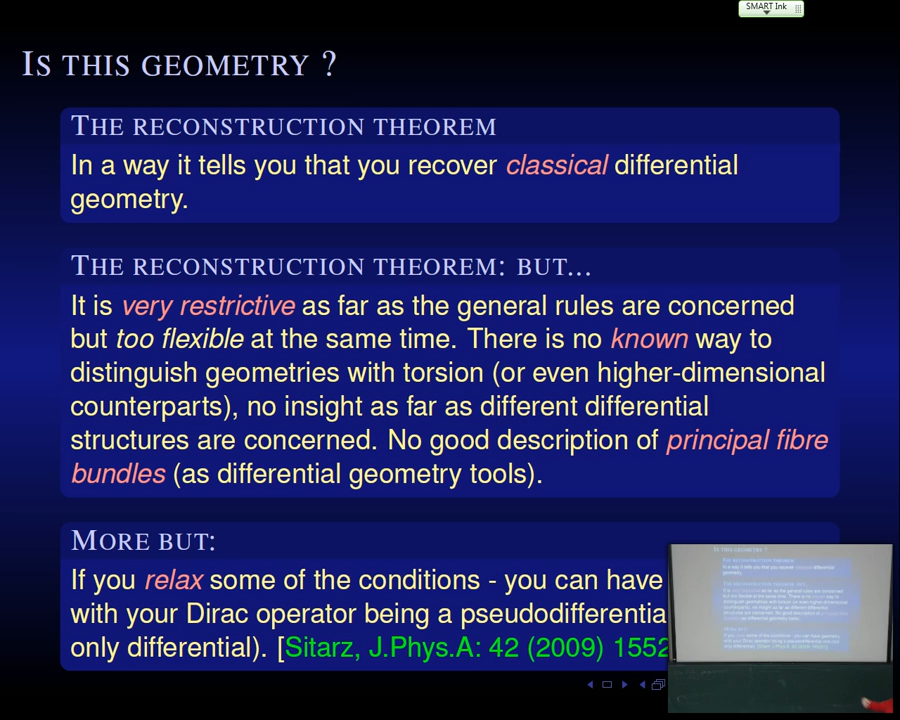 SMART Ink
IS THIS GEOMETRY ?
THE RECONSTRUCTION THEOREM
In a way it tells you that you recover classical differential
geometry.
THE RECONSTRUCTION THEOREM: BUT...
It is very restrictive as far as the general rules are concerned
but too flexible at the same time. There is no known way to
distinguish geometries with torsion (or even higher-dimensional
counterparts), no insight as far as different differential
structures are concerned. No good description of principal fibre
bundles (as differential geometry tools).
MORE BUT:
If you relax some of the conditions - you can have
with your Dirac operator being a pseudodifferentia
only differential). [Sitarz, J.Phys.A: 42 (2009) 1552